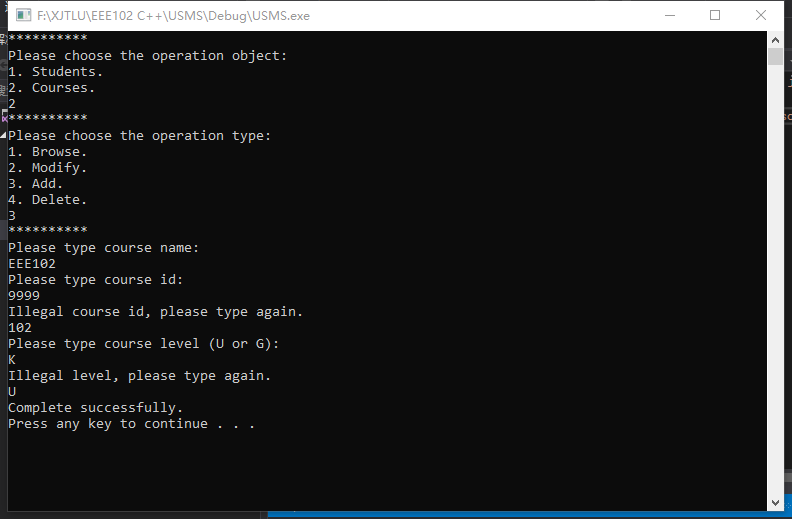 F:\XJTLU\EEE102 C++\USMS\Debug\USMS.exe
**********
Please choose the operation object:
1. Students.
2. Courses.
2
**********
Please choose the operation type:
1. Browse.
2. Modify.
3. Add.
4. Delete.
3
**********
Please type course name:
EEE102
Please type course id:
9999
Illegal course id, please type again.
102
Please type course level (U or G):
K
Illegal level, please type again.
U
Complete successfully.
Press any key to continue . . .